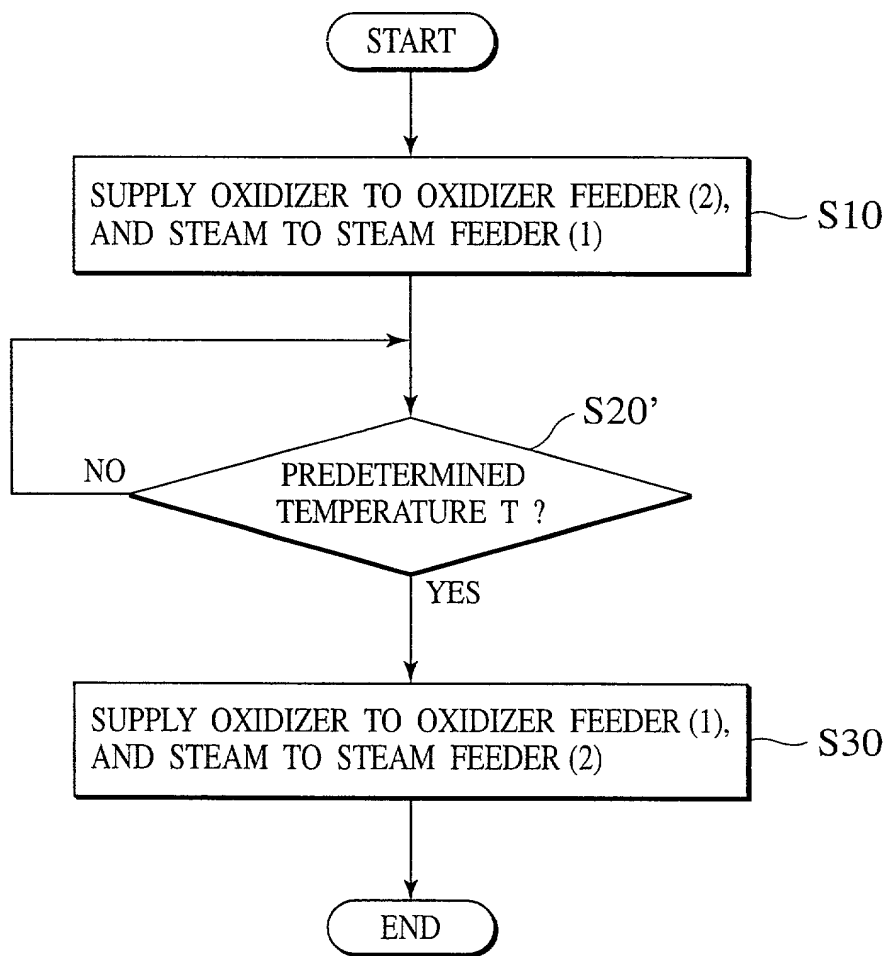 START
SUPPLY OXIDIZER TO OXIDIZER FEEDER (2),
AND STEAM TO STEAM FEEDER (1)
S10
S20'
NO
PREDETERMINED
TEMPERATURE T ?
YES
SUPPLY OXIDIZER TO OXIDIZER FEEDER (1),
AND STEAM TO STEAM FEEDER (2)
S30
END